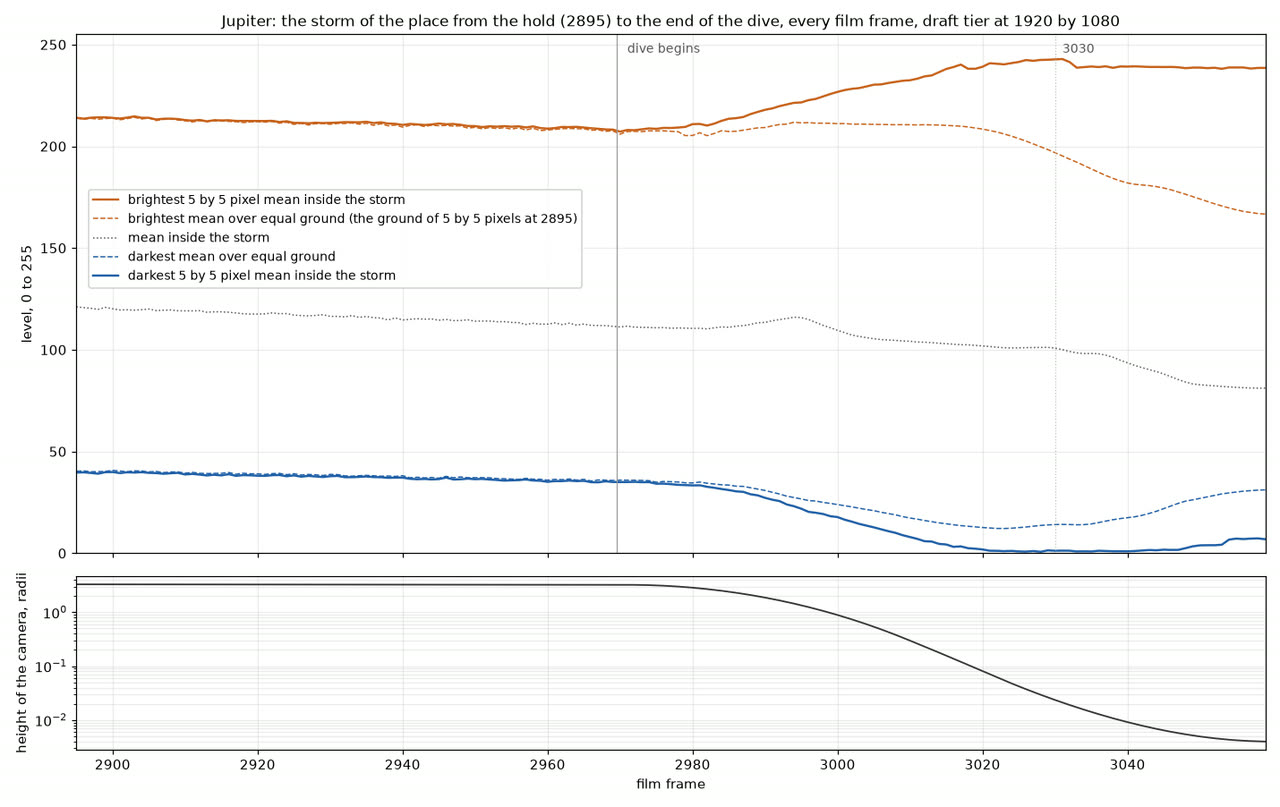 Jupiter: the storm of the place from the hold (2895) to the end of the dive, every film frame, draft tier at 1920 by 1080
250
200
150
100
50
0
level, 0 to 255
dive begins
3030
brightest 5 by 5 pixel mean inside the storm
brightest mean over equal ground (the ground of 5 by 5 pixels at 2895)
mean inside the storm
darkest mean over equal ground
darkest 5 by 5 pixel mean inside the storm
10⁰
10⁻¹
10⁻²
height of the camera, radii
2900 2920 2940 2960 2980 3000 3020 3040
film frame